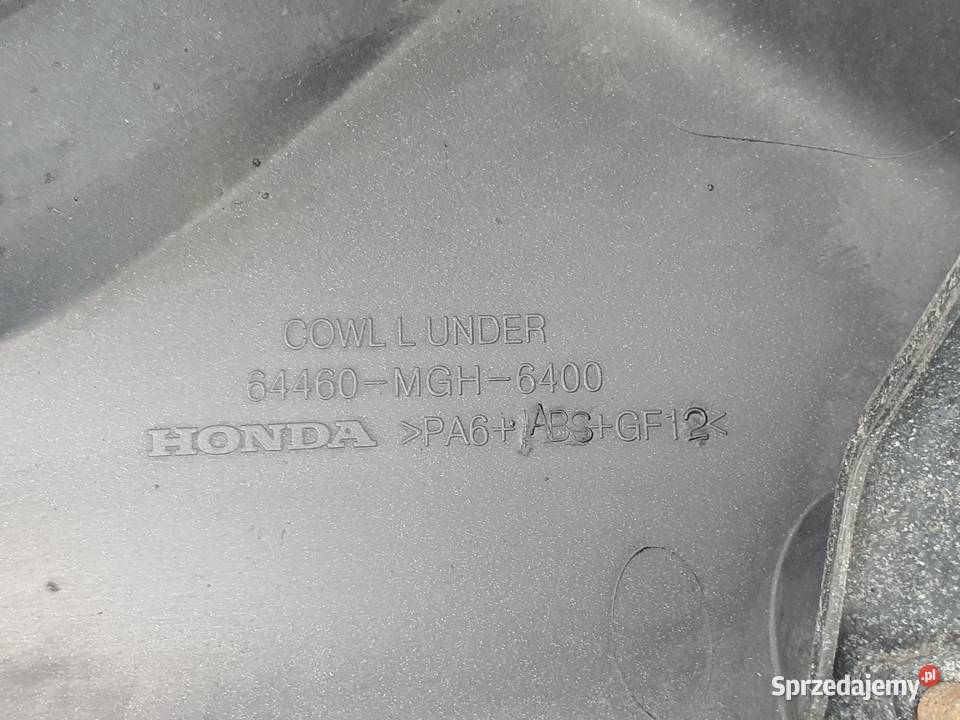 COWL L UNDER
64460-MGH-6400
HONDA >PA6+ABS+GF12<
Sprzedajemy.pl